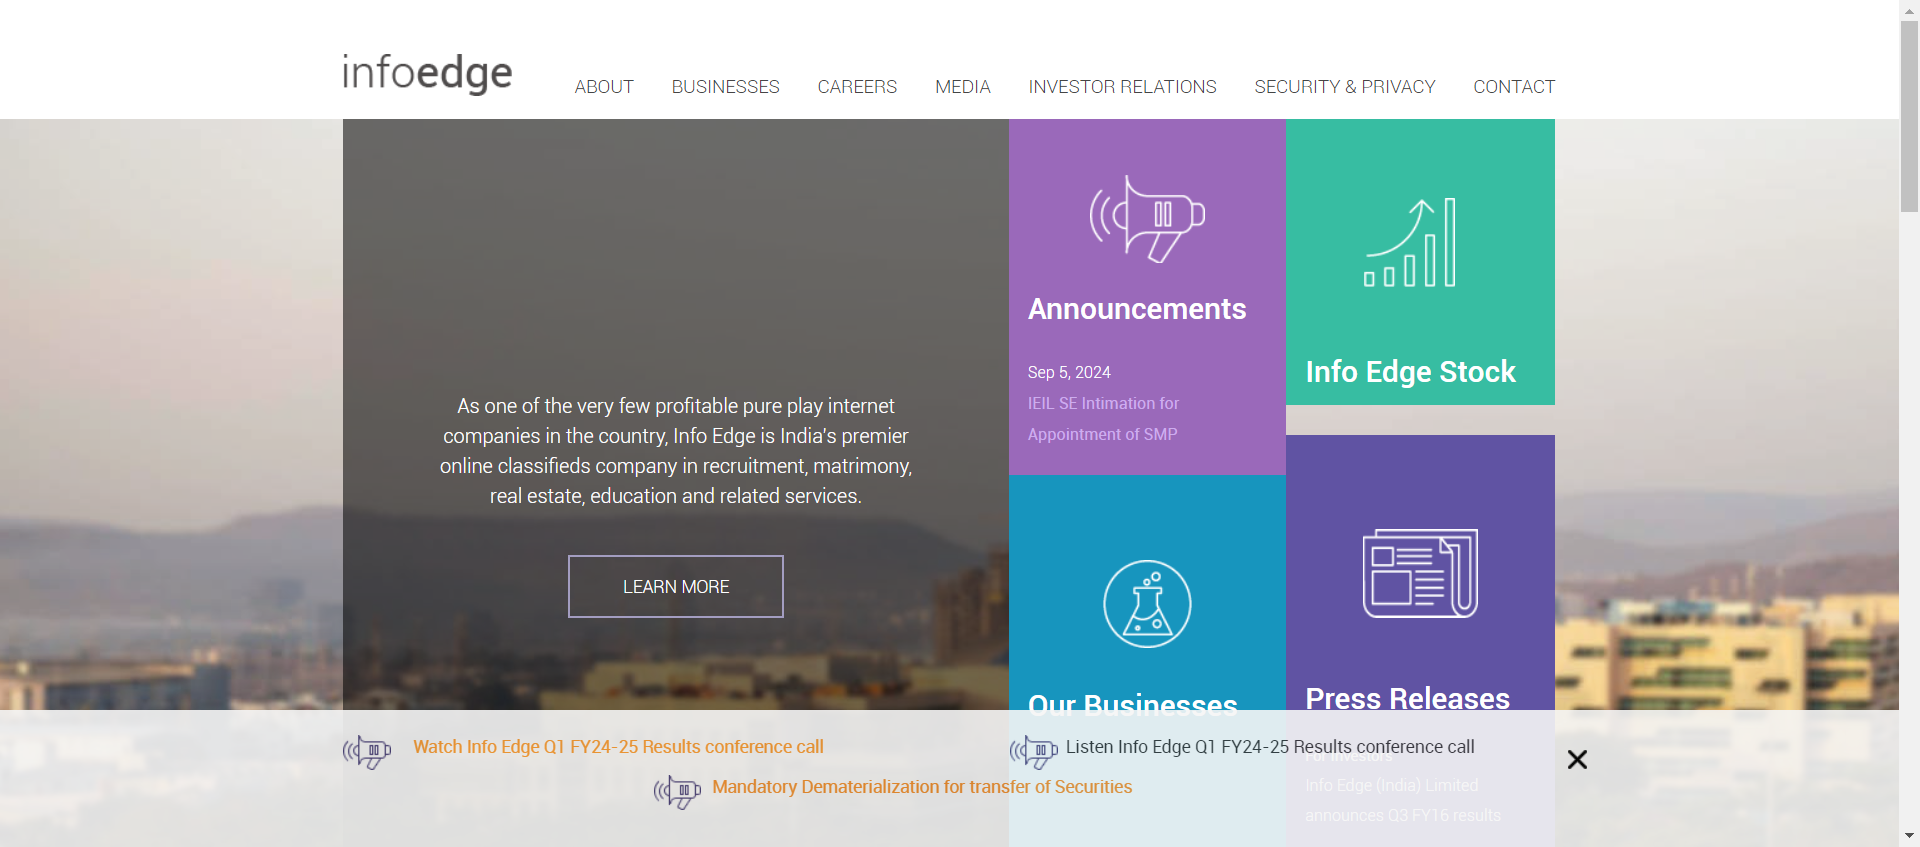 infoedge
ABOUT BUSINESSES CAREERS MEDIA INVESTOR RELATIONS SECURITY & PRIVACY CONTACT
As one of the very few profitable pure play internet
companies in the country, Info Edge is India's premier
online classifieds company in recruitment, matrimony,
real estate, education and related services.
LEARN MORE
Announcements
Sep 5, 2024
IEIL SE Intimation for
Appointment of SMP
Info Edge Stock
Our Businesses
Press Releases
For Investors
Info Edge (India) Limited
announces Q3 FY16 results
Watch Info Edge Q1 FY24-25 Results conference call
Listen Info Edge Q1 FY24-25 Results conference call
Mandatory Dematerialization for transfer of Securities